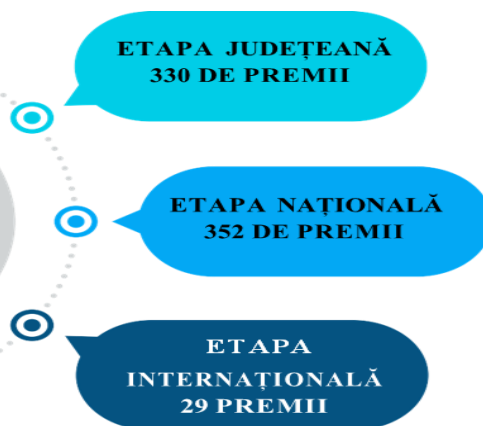 ETAPA JUDEȚEANĂ
330 DE PREMII
ETAPA NAȚIONALĂ
352 DE PREMII
ETAPA
INTERNAȚIONALĂ
29 PREMII